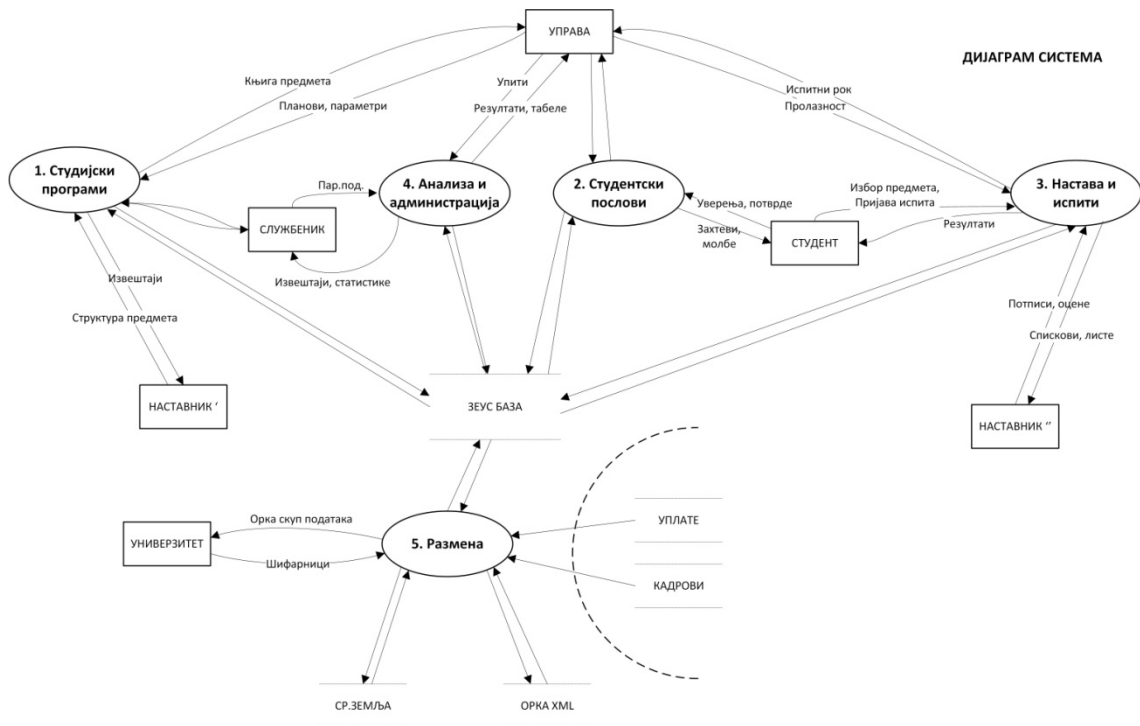 УПРАВА
ДИЈАГРАМ СИСТЕМА
Књига предмета
Упити
Испитни рок
Планови, параметри
Резултати, табеле
Пролазност
1. Студијски
програми
4. Анализа и
администрација
2. Студентски
послови
3. Настава и
испити
Пар.под.
СЛУЖБЕНИК
Уверења, потврде
Захтеви,
молбе
СТУДЕНТ
Избор предмета,
Пријава испита
Резултати
Извештаји
Извештаји, статистике
Структура предмета
Потписи, оцене
Спискови, листе
НАСТАВНИК ‘
ЗЕУС БАЗА
НАСТАВНИК ‘’
Орка скуп података
УНИВЕРЗИТЕТ
Шифарници
5. Размена
УПЛАТЕ
КАДРОВИ
СР.ЗЕМЉА
ОРКА XML